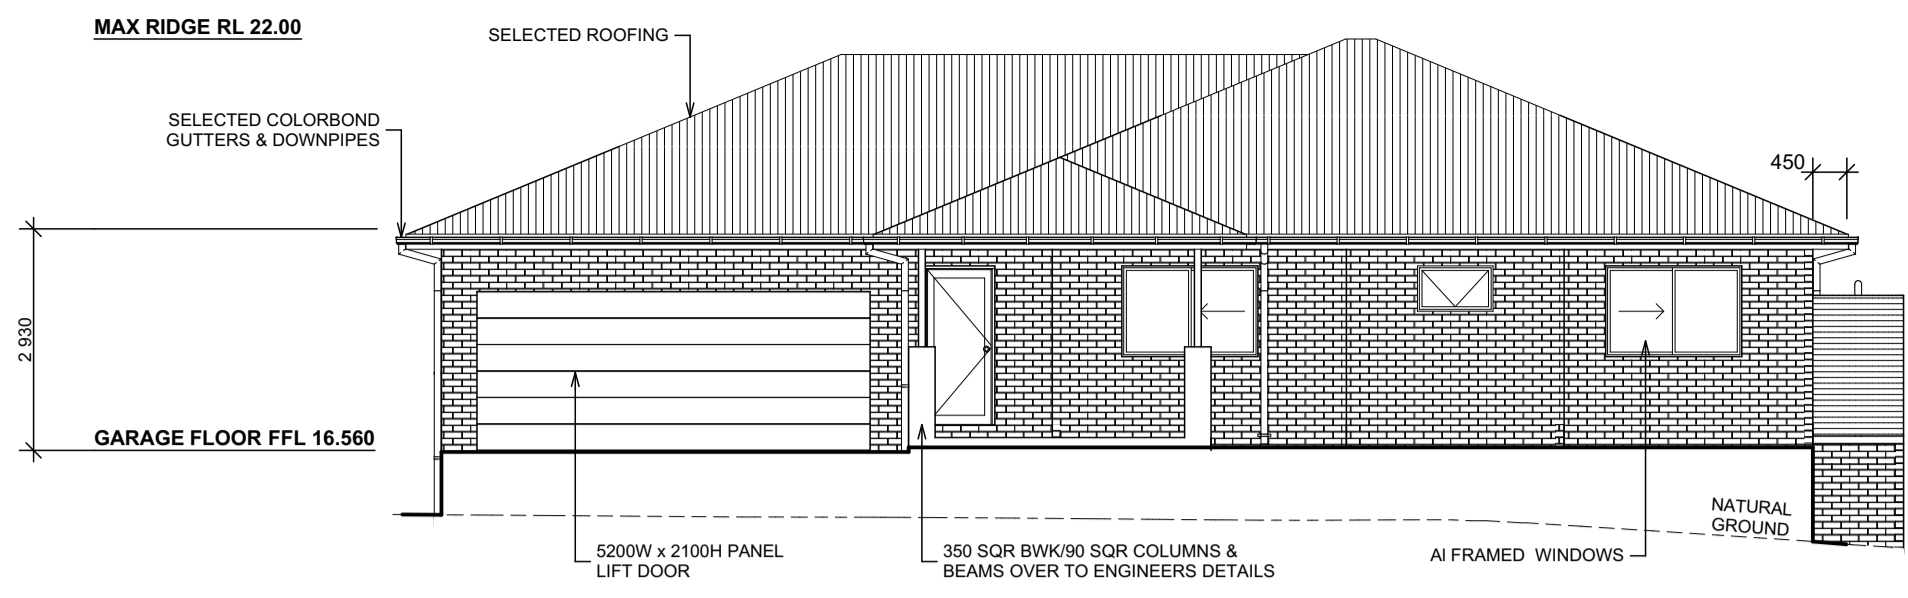 MAX RIDGE RL 22.00
SELECTED ROOFING
SELECTED COLORBOND
GUTTERS & DOWNPIPES
450
2 930
GARAGE FLOOR FFL 16.560
NATURAL
GROUND
5200W x 2100H PANEL
LIFT DOOR
350 SQR BWK/90 SQR COLUMNS &
BEAMS OVER TO ENGINEERS DETAILS
Al FRAMED WINDOWS